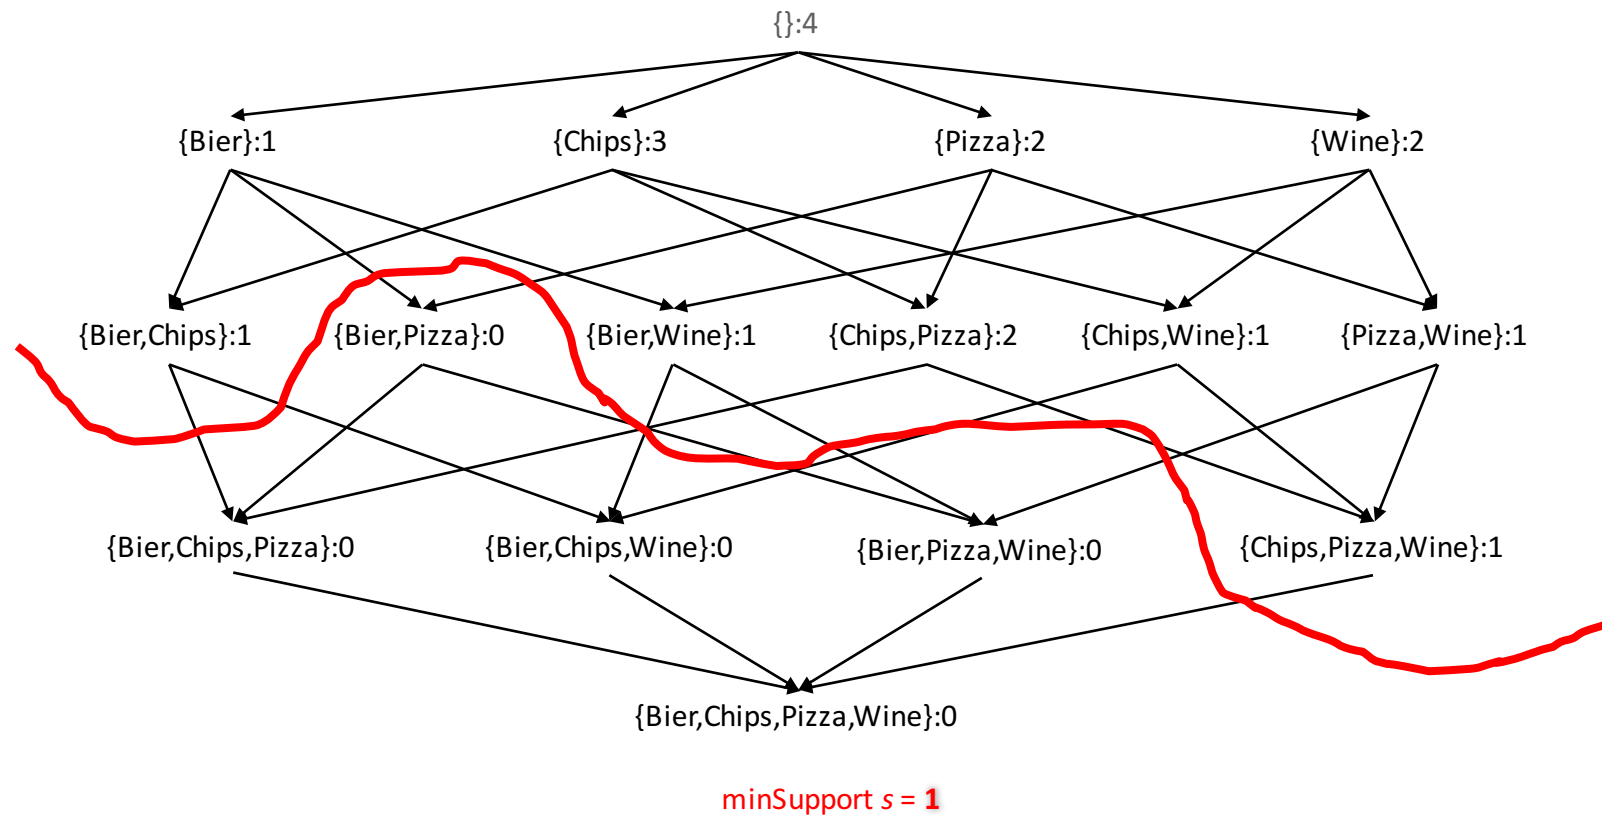 {}:4
{Bier}:1 {Chips}:3 {Pizza}:2 {Wine}:2
{Bier,Chips}:1 {Bier,Pizza}:0 {Bier,Wine}:1 {Chips,Pizza}:2 {Chips,Wine}:1 {Pizza,Wine}:1
{Bier,Chips,Pizza}:0 {Bier,Chips,Wine}:0 {Bier,Pizza,Wine}:0 {Chips,Pizza,Wine}:1
{Bier,Chips,Pizza,Wine}:0
minSupport s = 1